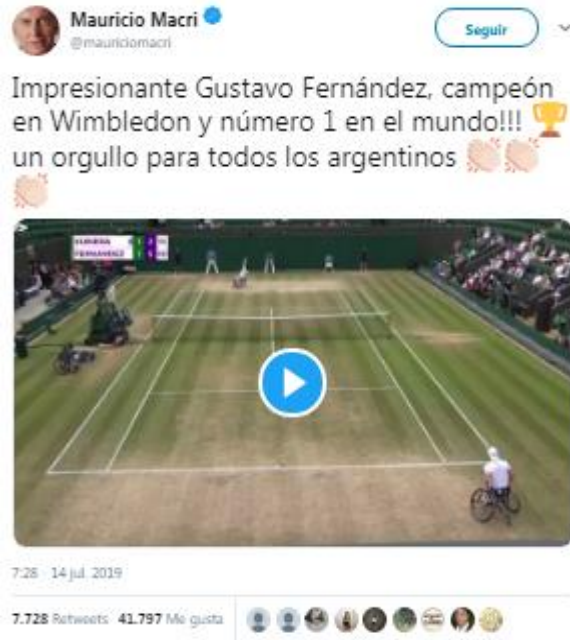 Mauricio Macri
@mauriciomacri
Seguir
Impresionante Gustavo Fernández, campeón
en Wimbledon y número 1 en el mundo!!! 🏆
un orgullo para todos los argentinos 👏🏻👏🏻
👏🏻
FERNANDEZ
7:28 - 14 jul. 2019
7.728 Retweets 41.797 Me gusta